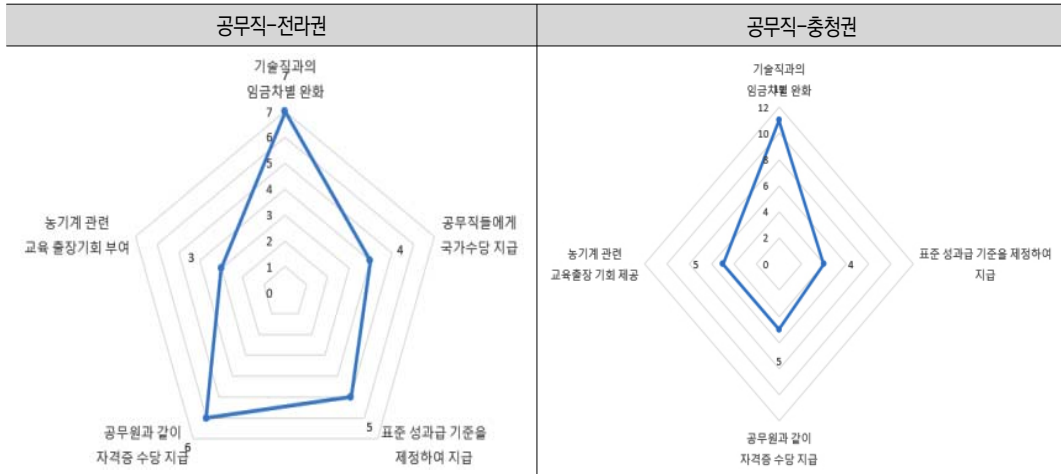 공무직-전라권
공무직-충청권
기술직과의
7
임금차별 완화
7
6
5
4
3
2
1
0
공무직들에게
국가수당 지급
4
표준 성과급 기준을
제정하여 지급
5
공무원과 같이
자격증 수당 지급
6
농기계 관련
교육 출장기회 부여
3
기술직과의
임금차별 완화
11
12
10
8
6
4
2
0
표준 성과급 기준을 제정하여
지급
4
5
공무원과 같이
자격증 수당 지급
농기계 관련
교육출장 기회 제공
5